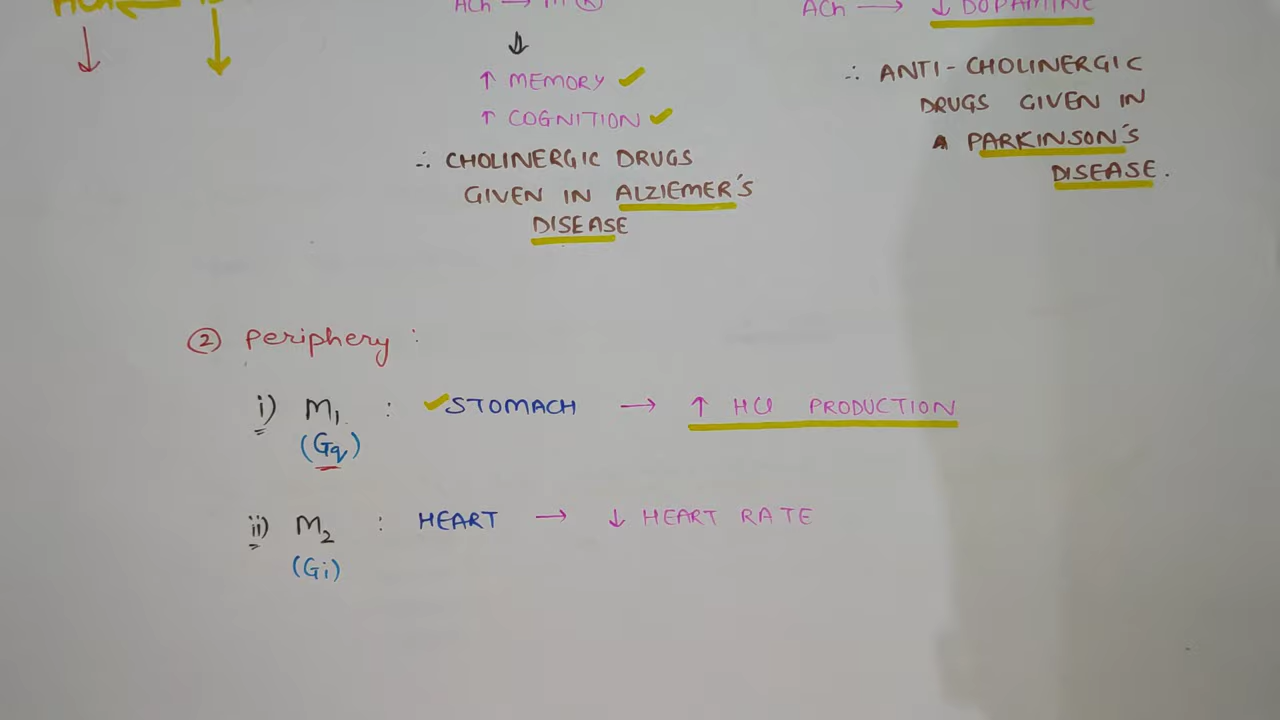 ACh → M (R)
↑ MEMORY ✓
↑ COGNITION ✓
∴ CHOLINERGIC DRUGS
GIVEN IN ALZIEMER'S
DISEASE
ACh → ↓ DOPAMINE
∴ ANTI-CHOLINERGIC
DRUGS GIVEN IN
PARKINSON'S
DISEASE.
② Periphery :
i) M₁ : ✓STOMACH → ↑ HCl PRODUCTION
(Gq)
ii) M₂ : HEART → ↓ HEART RATE
(Gi)